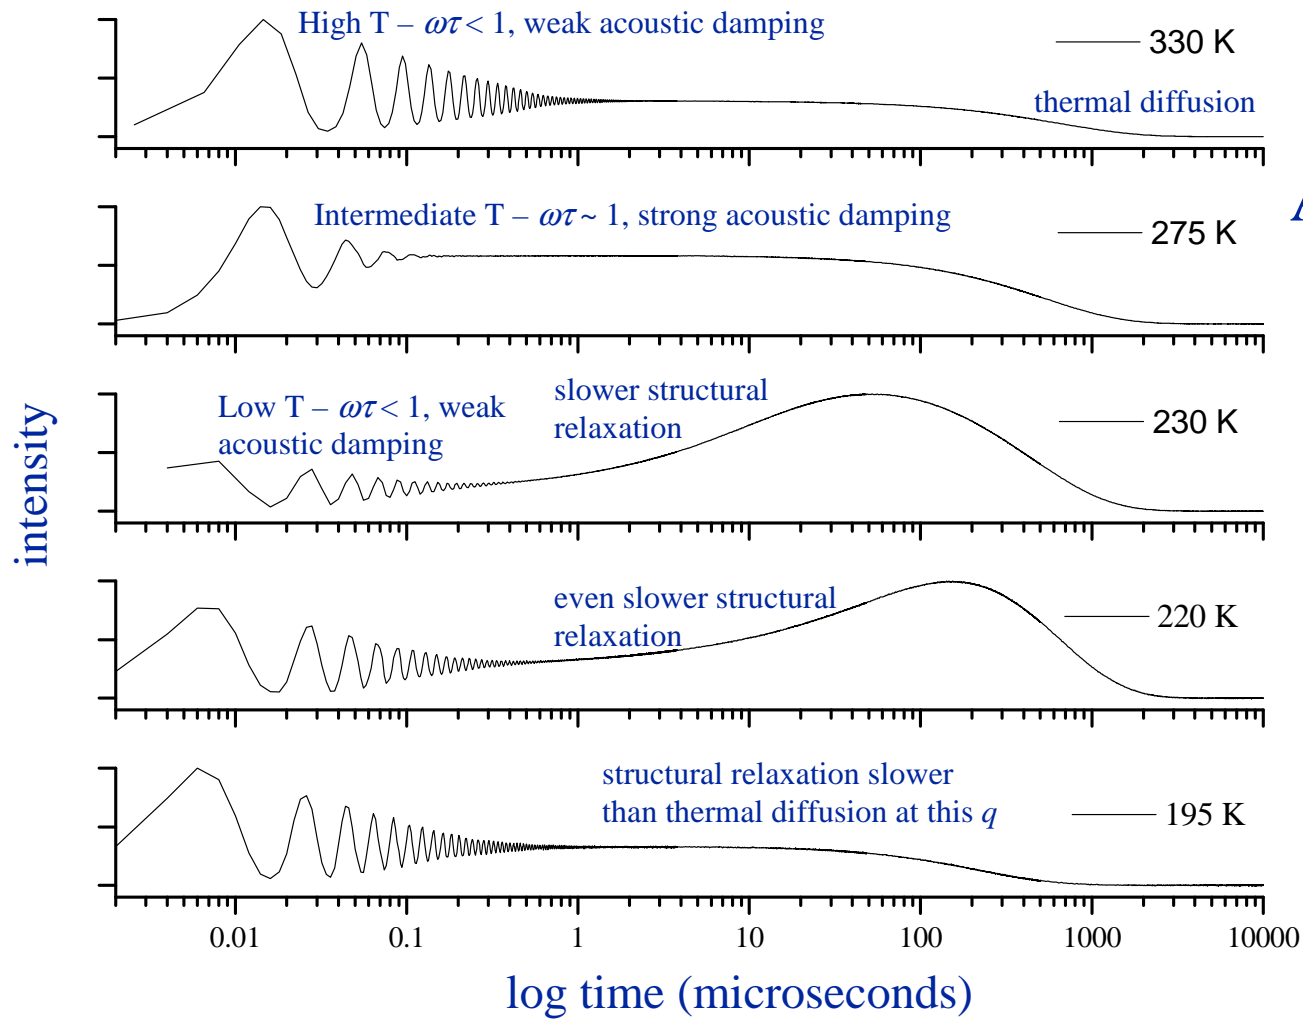 High T – ωτ < 1, weak acoustic damping
330 K
thermal diffusion
Intermediate T – ωτ ~ 1, strong acoustic damping
275 K
Low T – ωτ < 1, weak
acoustic damping
slower structural
relaxation
230 K
intensity
even slower structural
relaxation
220 K
structural relaxation slower
than thermal diffusion at this q
195 K
0.01 0.1 1 10 100 1000 10000
log time (microseconds)